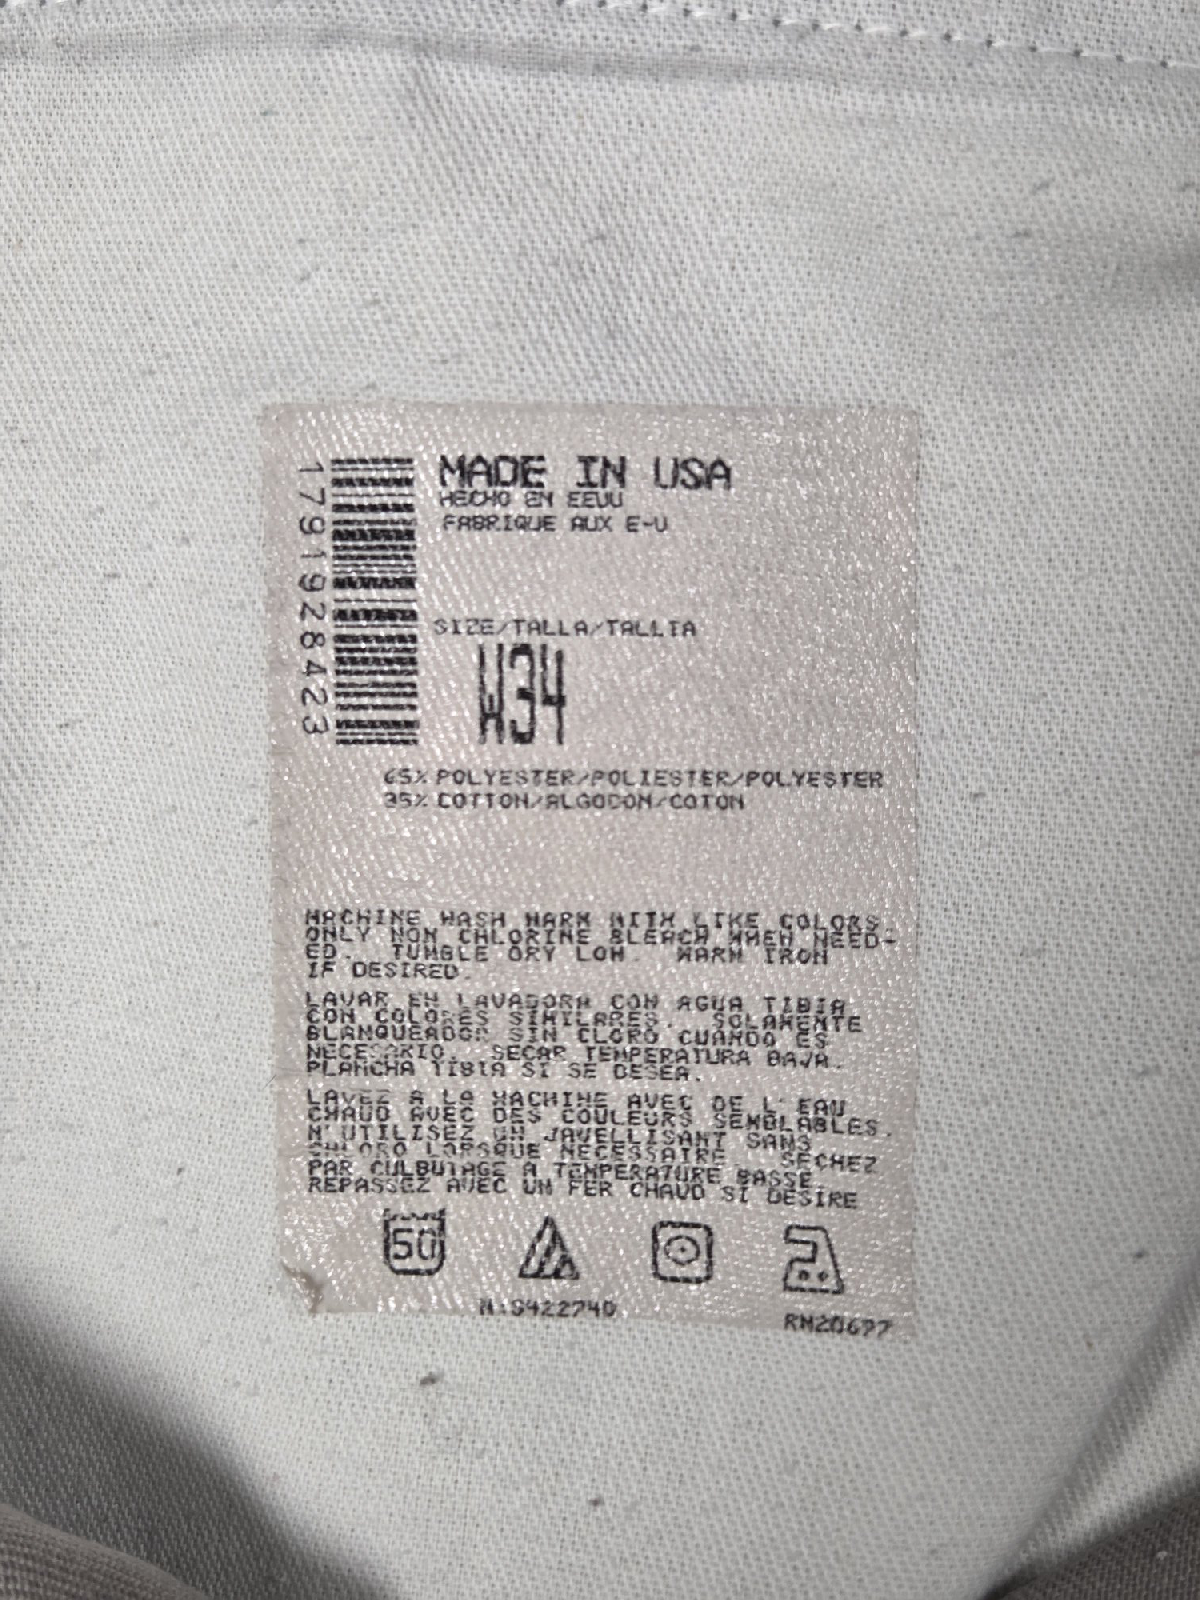 1791928423
MADE IN USA
HECHO EN EEUU
FABRIQUE AUX E-U
SIZE/TALLA/TALLIA
W34
65% POLYESTER/POLIESTER/POLYESTER
35% COTTON/ALGODON/COTON
MACHINE WASH WARM WITH LIKE COLORS.
ONLY NON CHLORINE BLEACH WHEN NEED-
ED. TUMBLE DRY LOW. WARM IRON
IF DESIRED.
LAVAR EN LAVADORA CON AGUA TIBIA
CON COLORES SIMILARES. SOLAMENTE
BLANQUEADOR SIN CLORO CUANDO ES
NECESARIO. SECAR TEMPERATURA BAJA.
PLANCHA TIBIA SI SE DESEA.
LAVEZ A LA MACHINE AVEC DE L'EAU
CHAUD AVEC DES COULEURS SEMBLABLES.
N'UTILISEZ UN JAVELLISANT SANS
CHLORO LORSQUE NECESSAIRE SECHEZ
PAR CULBUTAGE A TEMPERATURE BASSE.
REPASSEZ AVEC UN FER CHAUD SI DESIRE
50
RN20697